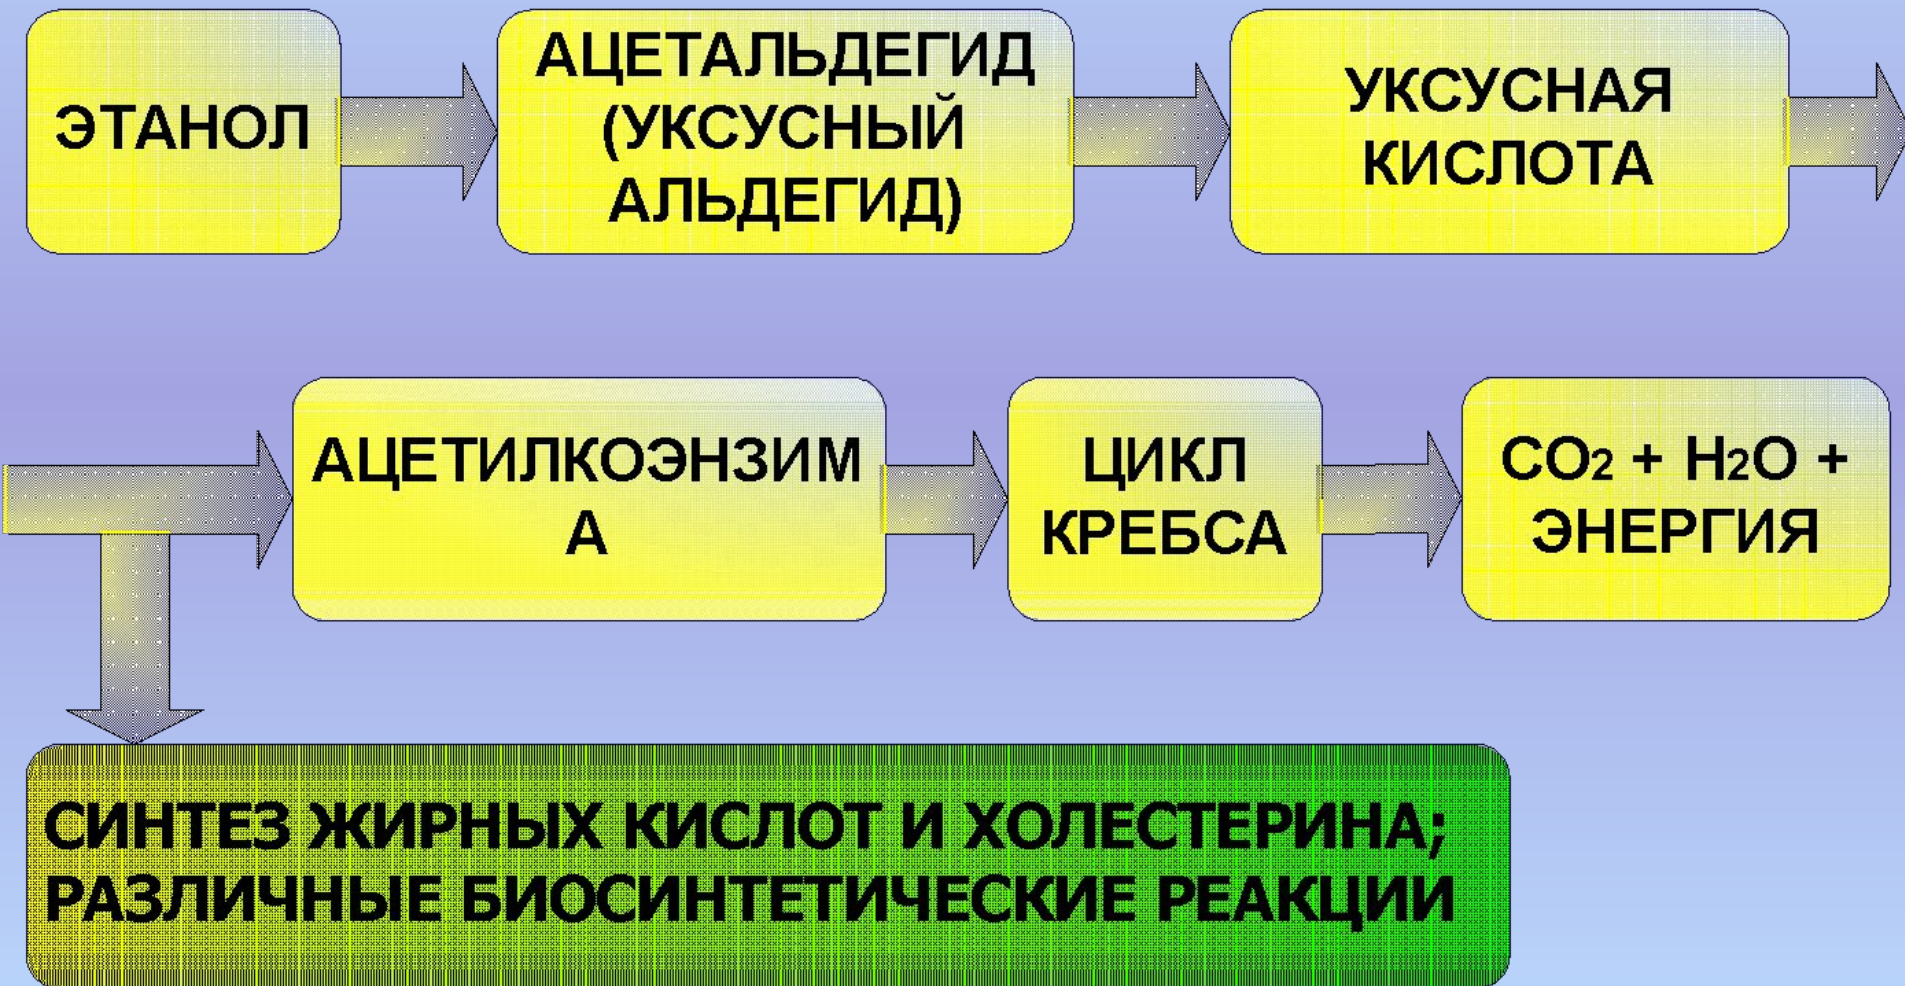 ЭТАНОЛ
АЦЕТАЛЬДЕГИД
(УКСУСНЫЙ
АЛЬДЕГИД)
УКСУСНАЯ
КИСЛОТА
АЦЕТИЛКОЭНЗИМ
А
ЦИКЛ
КРЕБСА
CO2 + H2O +
ЭНЕРГИЯ
СИНТЕЗ ЖИРНЫХ КИСЛОТ И ХОЛЕСТЕРИНА;
РАЗЛИЧНЫЕ БИОСИНТЕТИЧЕСКИЕ РЕАКЦИИ